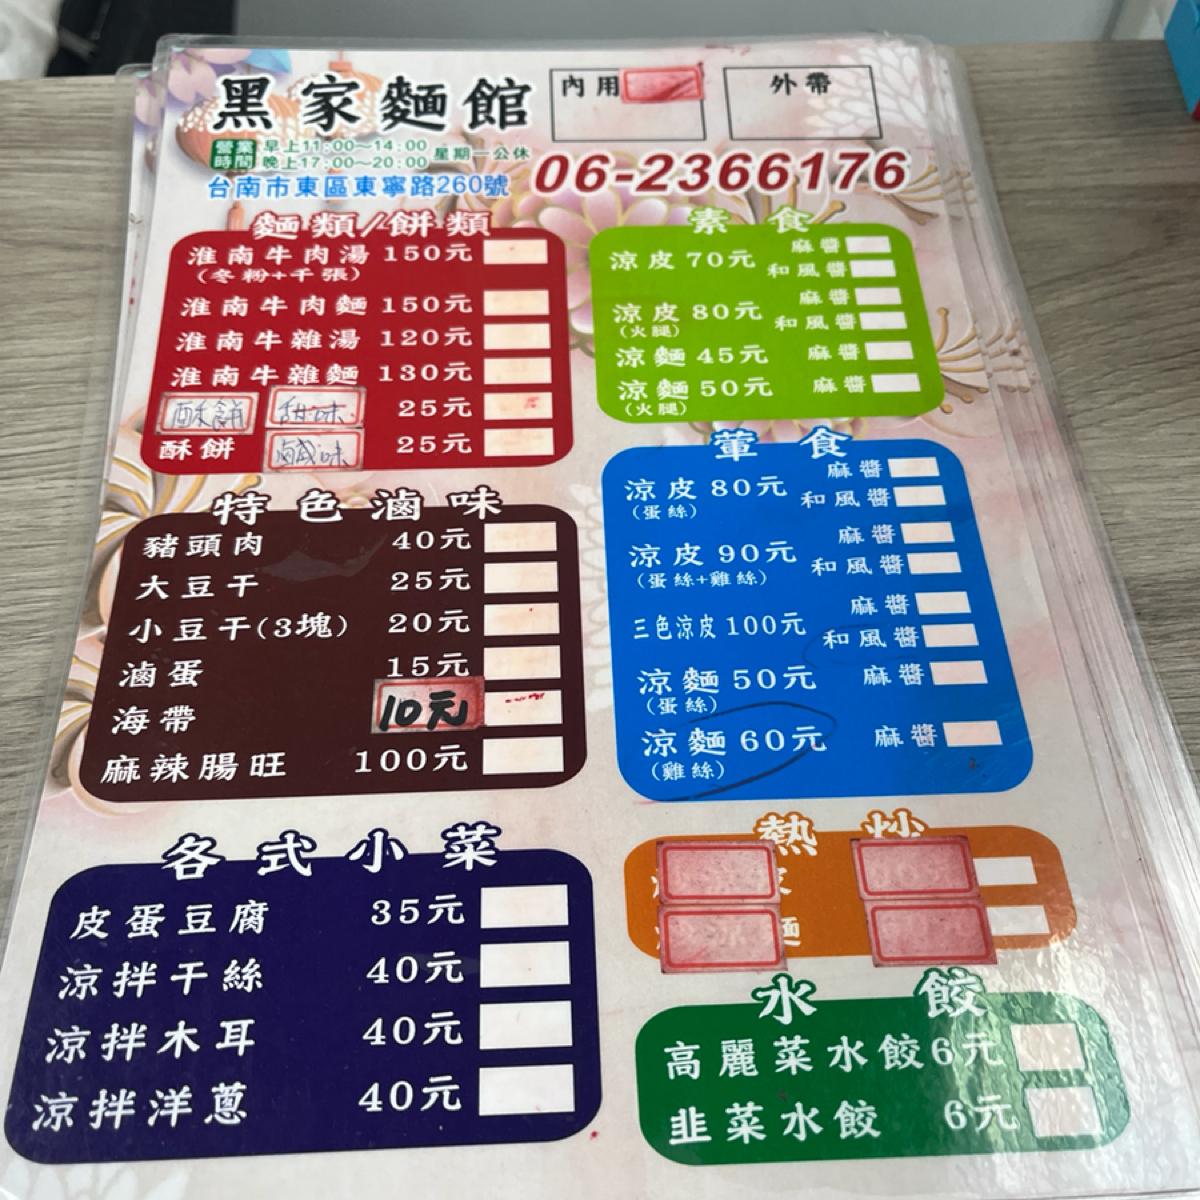 黑家麵館
內用
外帶
營業時間 早上11:00～14:00
晚上17:00～20:00 星期一公休
台南市東區東寧路260號
06-2366176
麵類/餅類
淮南牛肉湯 150元
(冬粉+千張)
淮南牛肉麵 150元
淮南牛雜湯 120元
淮南牛雜麵 130元
酥餅 甜味 25元
酥餅 鹹味 25元
特色滷味
豬頭肉 40元
大豆干 25元
小豆干(3塊) 20元
滷蛋 15元
海帶 10元
麻辣腸旺 100元
各式小菜
皮蛋豆腐 35元
涼拌干絲 40元
涼拌木耳 40元
涼拌洋蔥 40元
素食
涼皮 70元 麻醬
和風醬
涼皮 80元 麻醬
(火腿) 和風醬
涼麵 45元 麻醬
涼麵 50元 麻醬
(火腿)
葷食
涼皮 80元 麻醬
(蛋絲) 和風醬
涼皮 90元 麻醬
(蛋絲+雞絲) 和風醬
三色涼皮 100元 麻醬
和風醬
涼麵 50元 麻醬
(蛋絲)
涼麵 60元 麻醬
(雞絲)
熱炒
麵
水餃
高麗菜水餃 6元
韭菜水餃 6元